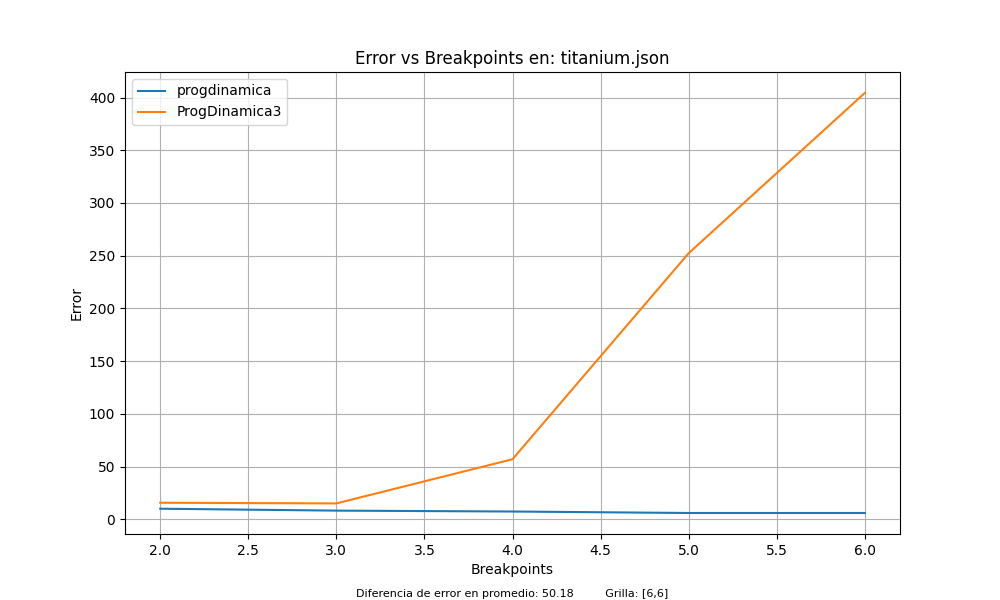 Error vs Breakpoints en: titanium.json
progdinamica
ProgDinamica3
Error
400
350
300
250
200
150
100
50
0
2.0 2.5 3.0 3.5 4.0 4.5 5.0 5.5 6.0
Breakpoints
Diferencia de error en promedio: 50.18 Grilla: [6,6]